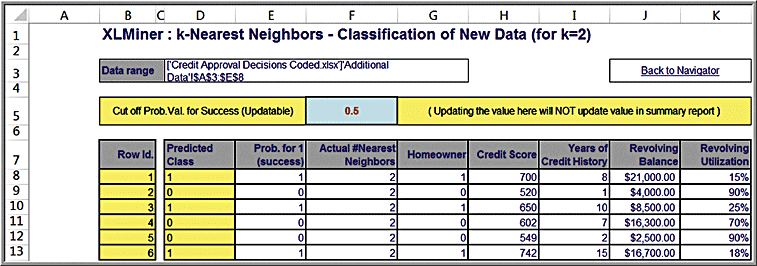 A B C D E F G H I J K
1 XLMiner : k-Nearest Neighbors - Classification of New Data (for k=2)
2
3 Data range ['Credit Approval Decisions Coded.xlsx']'Additional Data'!$A$3:$E$8 Back to Navigator
4
5 Cut off Prob.Val. for Success (Updatable) 0.5 ( Updating the value here will NOT update value in summary report )
6
7 Row Id. Predicted Class Prob. for 1 (success) Actual #Nearest Neighbors Homeowner Credit Score Years of Credit History Revolving Balance Revolving Utilization
8 1 1 1 2 1 700 8 $21,000.00 15%
9 2 0 0 2 0 520 1 $4,000.00 90%
10 3 1 1 2 1 650 10 $8,500.00 25%
11 4 0 0 2 0 602 7 $16,300.00 70%
12 5 0 0 2 0 549 2 $2,500.00 90%
13 6 1 1 2 1 742 15 $16,700.00 18%